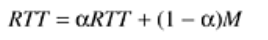 RTT = αRTT + (1 − α)M